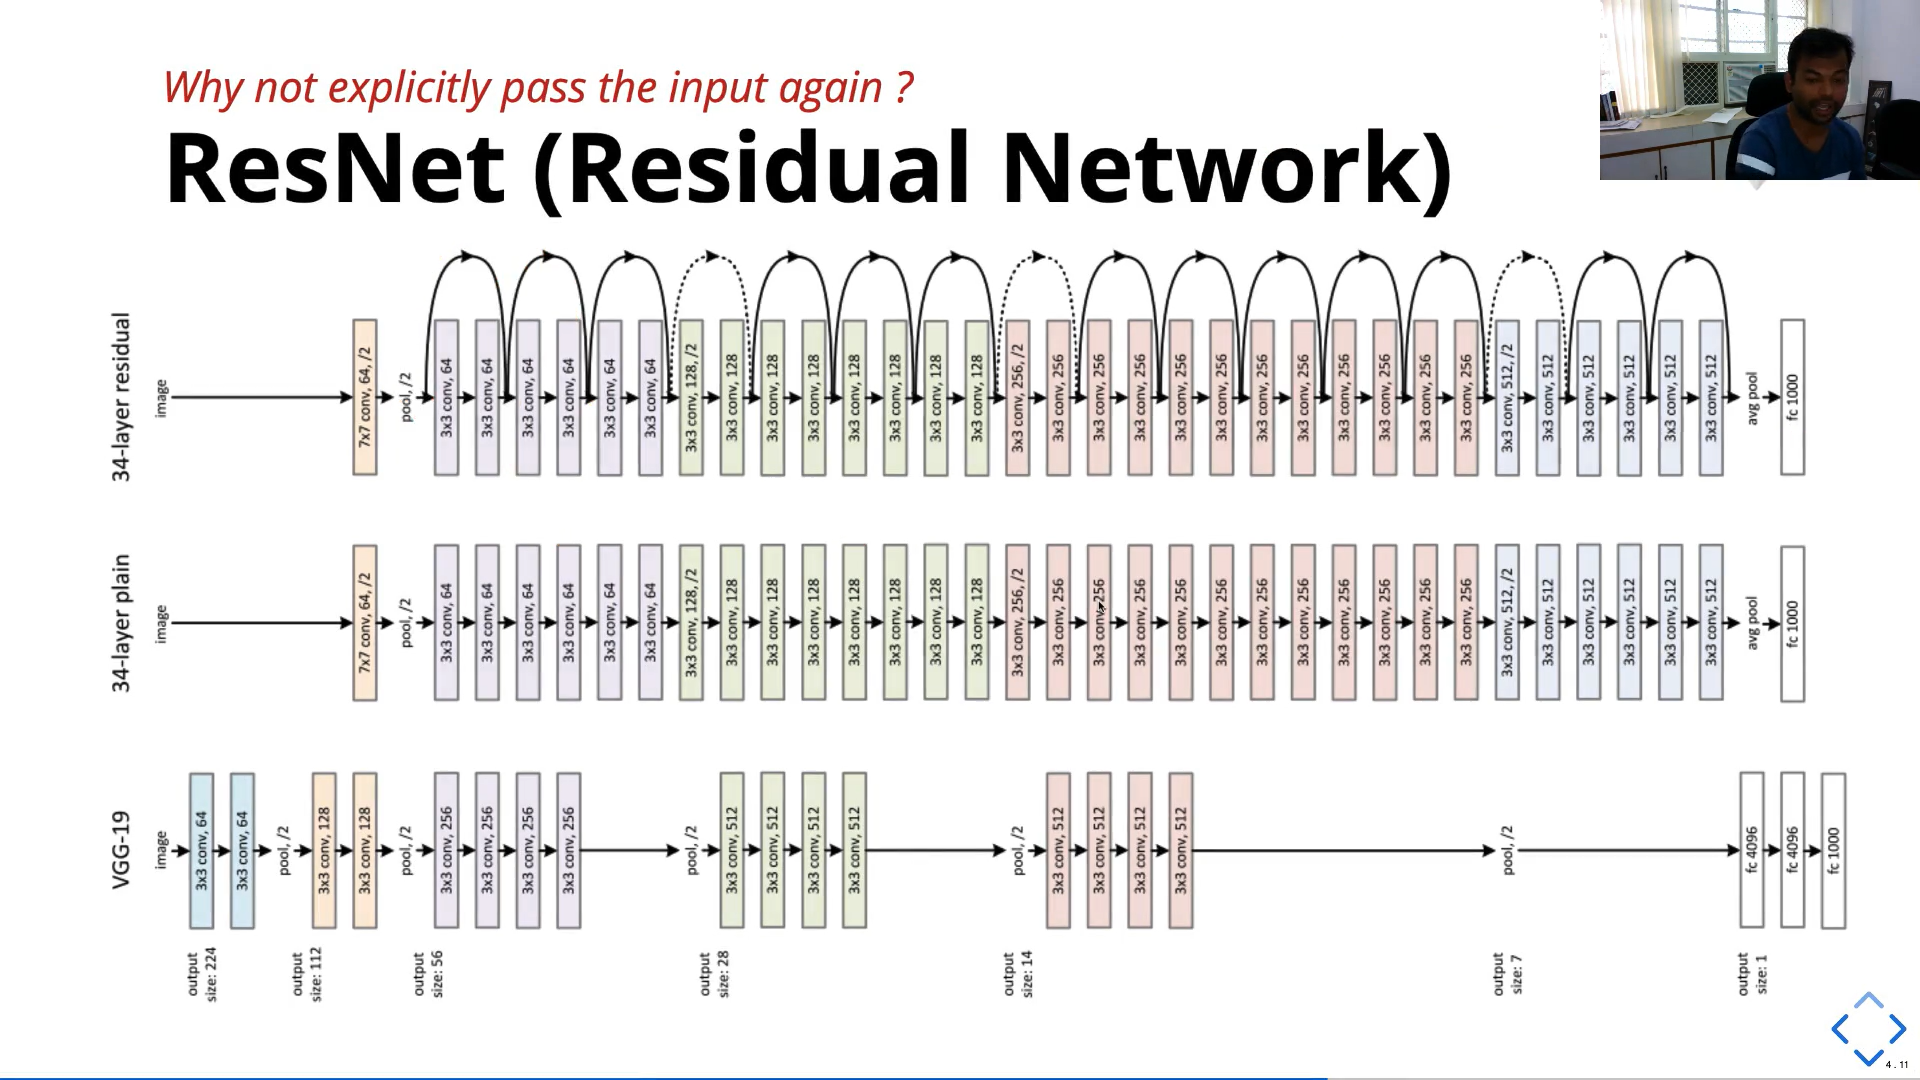 Why not explicitly pass the input again ?
ResNet (Residual Network)
34-layer residual
image
7x7 conv, 64, /2
pool, /2
3x3 conv, 64
3x3 conv, 64
3x3 conv, 64
3x3 conv, 64
3x3 conv, 64
3x3 conv, 64
3x3 conv, 128, /2
3x3 conv, 128
3x3 conv, 128
3x3 conv, 128
3x3 conv, 128
3x3 conv, 128
3x3 conv, 128
3x3 conv, 128
3x3 conv, 256, /2
3x3 conv, 256
3x3 conv, 256
3x3 conv, 256
3x3 conv, 256
3x3 conv, 256
3x3 conv, 256
3x3 conv, 256
3x3 conv, 256
3x3 conv, 256
3x3 conv, 256
3x3 conv, 256
3x3 conv, 512, /2
3x3 conv, 512
3x3 conv, 512
3x3 conv, 512
3x3 conv, 512
3x3 conv, 512
avg pool
fc 1000
34-layer plain
image
7x7 conv, 64, /2
pool, /2
3x3 conv, 64
3x3 conv, 64
3x3 conv, 64
3x3 conv, 64
3x3 conv, 64
3x3 conv, 64
3x3 conv, 128, /2
3x3 conv, 128
3x3 conv, 128
3x3 conv, 128
3x3 conv, 128
3x3 conv, 128
3x3 conv, 128
3x3 conv, 128
3x3 conv, 256, /2
3x3 conv, 256
3x3 conv, 256
3x3 conv, 256
3x3 conv, 256
3x3 conv, 256
3x3 conv, 256
3x3 conv, 256
3x3 conv, 256
3x3 conv, 256
3x3 conv, 256
3x3 conv, 256
3x3 conv, 512, /2
3x3 conv, 512
3x3 conv, 512
3x3 conv, 512
3x3 conv, 512
3x3 conv, 512
avg pool
fc 1000
VGG-19
image
3x3 conv, 64
3x3 conv, 64
pool, /2
3x3 conv, 128
3x3 conv, 128
pool, /2
3x3 conv, 256
3x3 conv, 256
3x3 conv, 256
3x3 conv, 256
pool, /2
3x3 conv, 512
3x3 conv, 512
3x3 conv, 512
3x3 conv, 512
pool, /2
3x3 conv, 512
3x3 conv, 512
3x3 conv, 512
3x3 conv, 512
pool, /2
fc 4096
fc 4096
fc 1000
output
size: 224
output
size: 112
output
size: 56
output
size: 28
output
size: 14
output
size: 7
output
size: 1
4.11